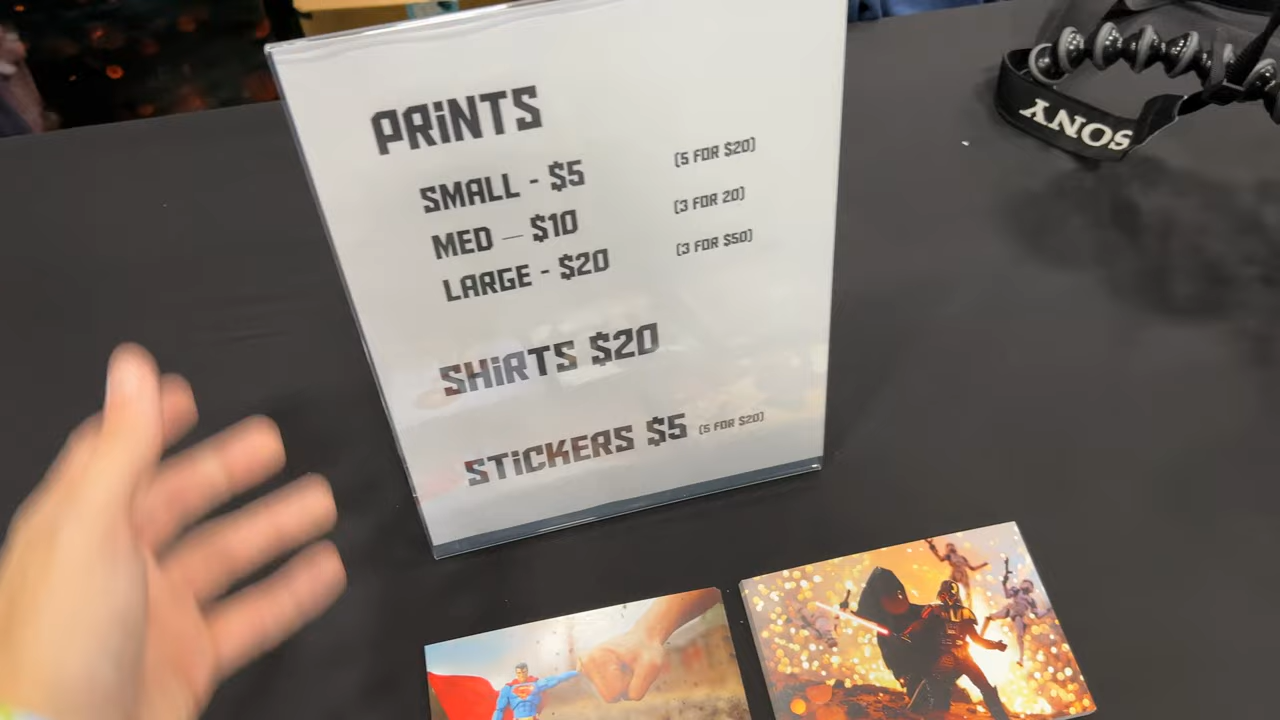 PRiNTS
SMALL - $5 (5 FOR $20)
MED – $10 (3 FOR 20)
LARGE - $20 (3 FOR $50)
SHiRTS $20
STiCKERS $5 (5 FOR $20)
SONY